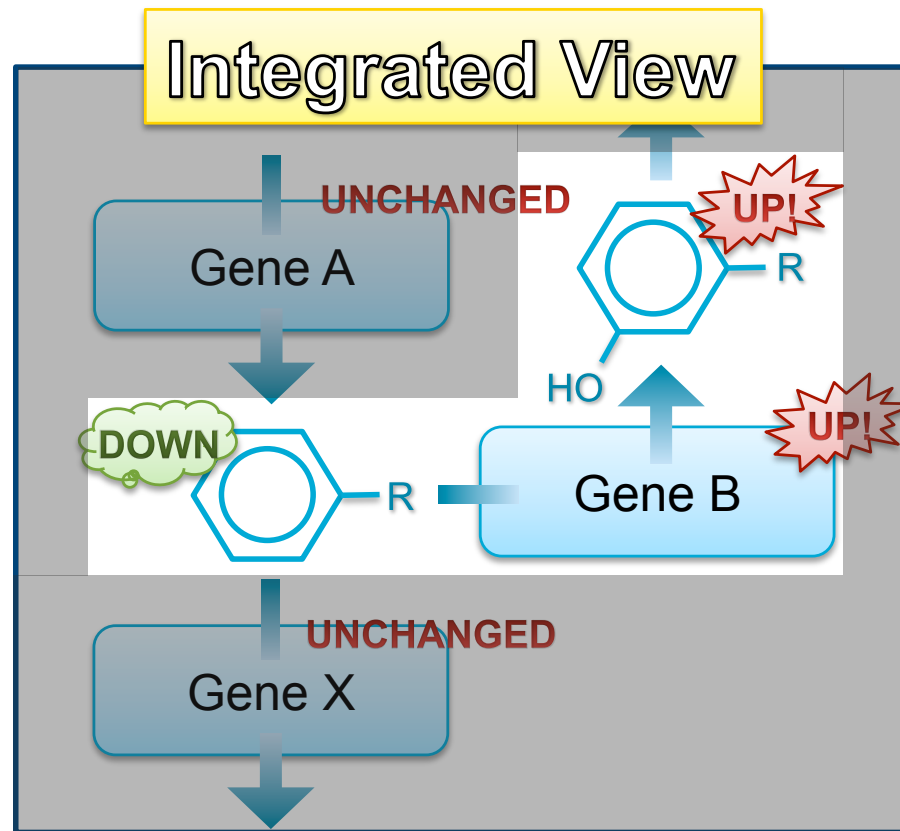 Integrated View
UNCHANGED
Gene A
UP!
R
HO
DOWN
R
UP!
Gene B
UNCHANGED
Gene X